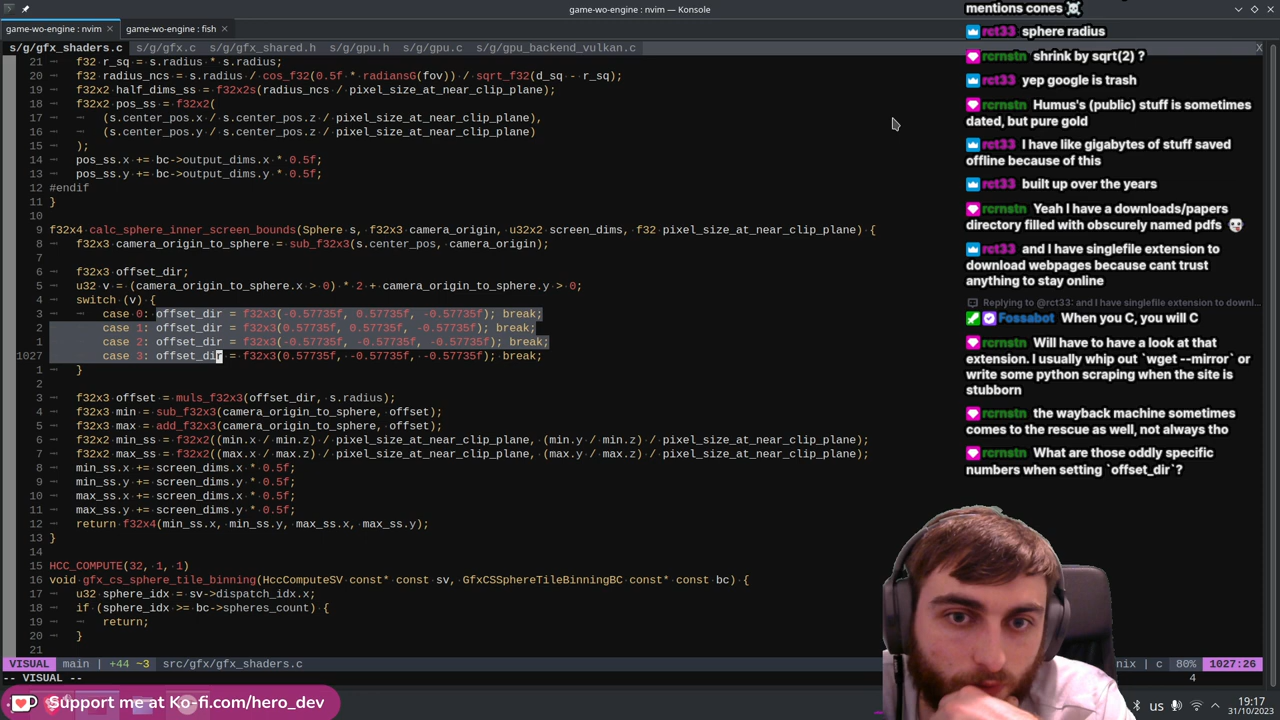 game-wo-engine : nvim — Konsole
game-wo-engine : nvim
game-wo-engine : fish
s/g/gfx_shaders.c s/g/gfx.c s/g/gpu.h s/g/gpu.c s/g/gpu_backend_vulkan.c X
21 f32 r_sq = s.radius * s.radius;
20 f32 radius_ncs = s.radius / cos_f32(0.5f * radiansG(fov)) / sqrt_f32(d_sq - r_sq);
19 f32x2 half_dims_ss = f32x2s( / pixel_size_at_near_clip_plane);
18 f32x2 pos_ss = f32x2(
17 (s.center_pos.x / s.center_pos.z) / pixel_size_at_near_clip_plane,
16 (s.center_pos.y / s.center_pos.z) / pixel_size_at_near_clip_plane
15 );
14 pos_ss.x += bc->output_dims.x * 0.5f;
13 pos_ss.y += bc->output_dims.y * 0.5f;
12 #endif
11 }
10
9 f32x4 calc_sphere_inner_screen_bounds( s, f32x3 camera_origin, u32x2 screen_dims, f32 pixel_size_at_near_clip_plane) {
8 f32x3 camera_origin_to_sphere = sub_f32x3(s.center_pos, camera_origin);
7
6 f32x3 offset_dir;
5 u32 v = (camera_origin_to_sphere.x > 0) * 2 + camera_origin_to_sphere.y > 0;
4 switch (v) {
3 case 0: offset_dir = f32x3( 0.57735f, 0.57735f, -0.57735f); break;
2 case 1: offset_dir = f32x3( , -0.57735f); break;
1 case 2: offset_dir = f32x3( 0.57735f, -0.57735f, -0.57735f); break;
1027 case 3: offset_dir = f32x3( 0.57735f, -0.57735f, -0.57735f); break;
1 }
2
3 f32x3 offset = muls_f32x3(offset_dir, s.radius);
4 f32x3 min = sub_f32x3(camera_origin_to_sphere, offset);
5 f32x3 max = add_f32x3(camera_origin_to_sphere, offset);
6 f32x2 min_ss = f32x2((min.x / min.z) / pixel_size_at_near_clip_plane, (min.y / min.z) / pixel_size_at_near_clip_plane);
7 f32x2 max_ss = f32x2((max.x / max.z) / pixel_size_at_near_clip_plane, (max.y / max.z) / pixel_size_at_near_clip_plane);
8 min_ss.x += screen_dims.x * 0.5f;
9 min_ss.y += screen_dims.y * 0.5f;
10 max_ss.x += screen_dims.x * 0.5f;
11 max_ss.y += screen_dims.y * 0.5f;
12 return f32x4(min_ss.x, min_ss.y, max_ss.x, max_ss.y);
13 }
14
15 HCC_COMPUTE(32, 1, 1)
16 void gfx_cs_sphere_tile_binning(HccComputeSV const* const sv, GfxCSSphereTileBinningBC const* const bc) {
17 u32 sphere_idx = sv->dispatch_idx.x;
18 if (sphere_idx >= bc->spheres_count) {
19 return;
20 }
21
VISUAL main | +44 ~3 src/gfx/gfx_shaders.c nix | c 80% 1027:26
-- VISUAL -- 4
Support me at Ko-fi.com/hero_dev
us
19:17
31/10/2023
mentions cones ☠
rct33 sphere radius
rcrnstn shrink by sqrt(2) ?
rct33 yep google is trash
rcrnstn Humus's (public) stuff is sometimes
dated, but pure gold
rct33 I have like gigabytes of stuff saved
offline because of this
rct33 built up over the years
rcrnstn Yeah I have a downloads/papers
directory filled with obscurely named pdfs
rct33 and I have singlefile extension to
download webpages because cant trust
anything to stay online
Replying to @rct33: and I have singlefile extension to downl...
Fossabot When you C, you will C
rcrnstn Will have to have a look at that
extension. I usually whip out `wget --mirror` or
write some python scraping when the site is
stubborn
rcrnstn the wayback machine sometimes
comes to the rescue as well, not always tho
rcrnstn What are those oddly specific
numbers when setting `offset_dir`?